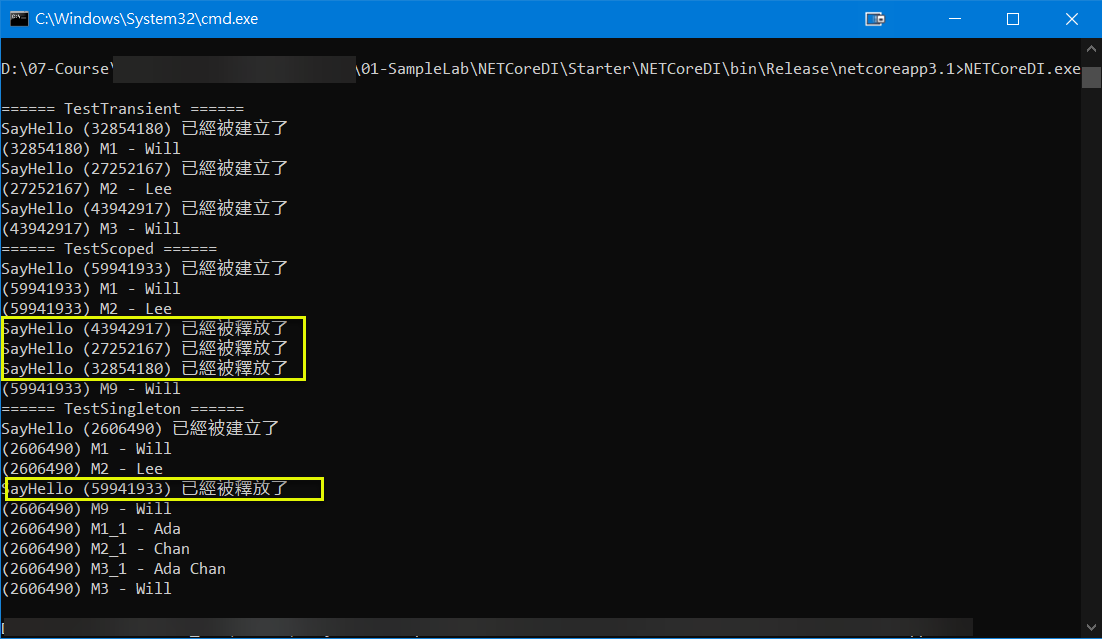 C:\Windows\System32\cmd.exe
D:\07-Course\ \01-SampleLab\NETCoreDI\Starter\NETCoreDI\bin\Release\netcoreapp3.1>NETCoreDI.exe
====== TestTransient ======
SayHello (32854180) 已經被建立了
(32854180) M1 - Will
SayHello (27252167) 已經被建立了
(27252167) M2 - Lee
SayHello (43942917) 已經被建立了
(43942917) M3 - Will
====== TestScoped ======
SayHello (59941933) 已經被建立了
(59941933) M1 - Will
(59941933) M2 - Lee
SayHello (43942917) 已經被釋放了
SayHello (27252167) 已經被釋放了
SayHello (32854180) 已經被釋放了
(59941933) M9 - Will
====== TestSingleton ======
SayHello (2606490) 已經被建立了
(2606490) M1 - Will
(2606490) M2 - Lee
SayHello (59941933) 已經被釋放了
(2606490) M9 - Will
(2606490) M1_1 - Ada
(2606490) M2_1 - Chan
(2606490) M3_1 - Ada Chan
(2606490) M3 - Will